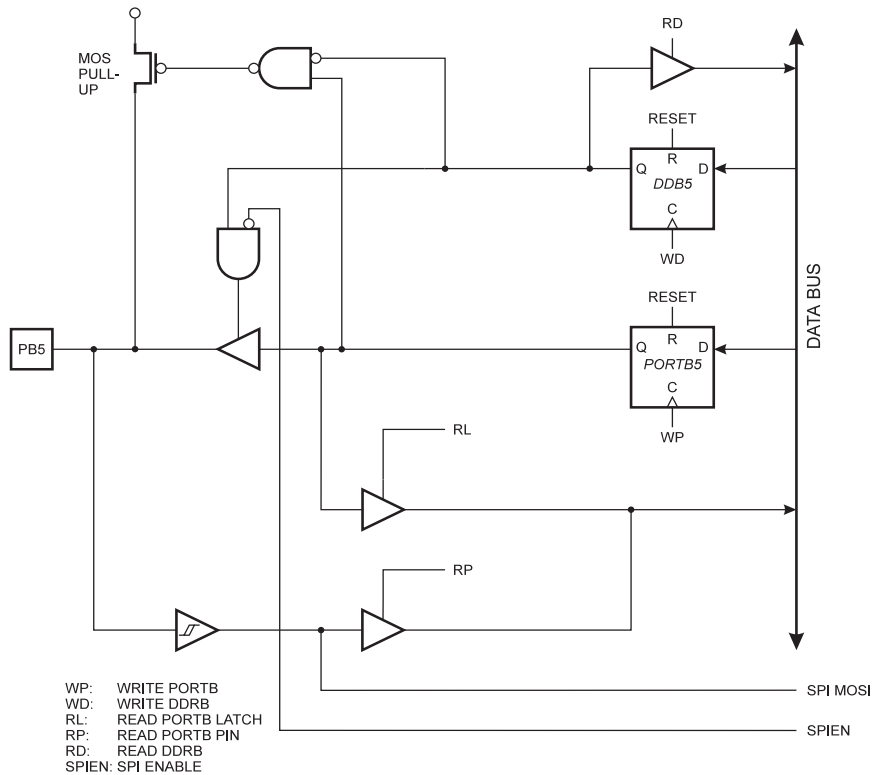 RD
MOS
PULL-
UP
RESET
R
Q
D
DDB5
C
WD
DATA BUS
RESET
R
PB5
Q
D
PORTB5
C
WP
RL
RP
SPI MOSI
SPIEN
WP: WRITE PORTB
WD: WRITE DDRB
RL: READ PORTB LATCH
RP: READ PORTB PIN
RD: READ DDRB
SPIEN: SPI ENABLE